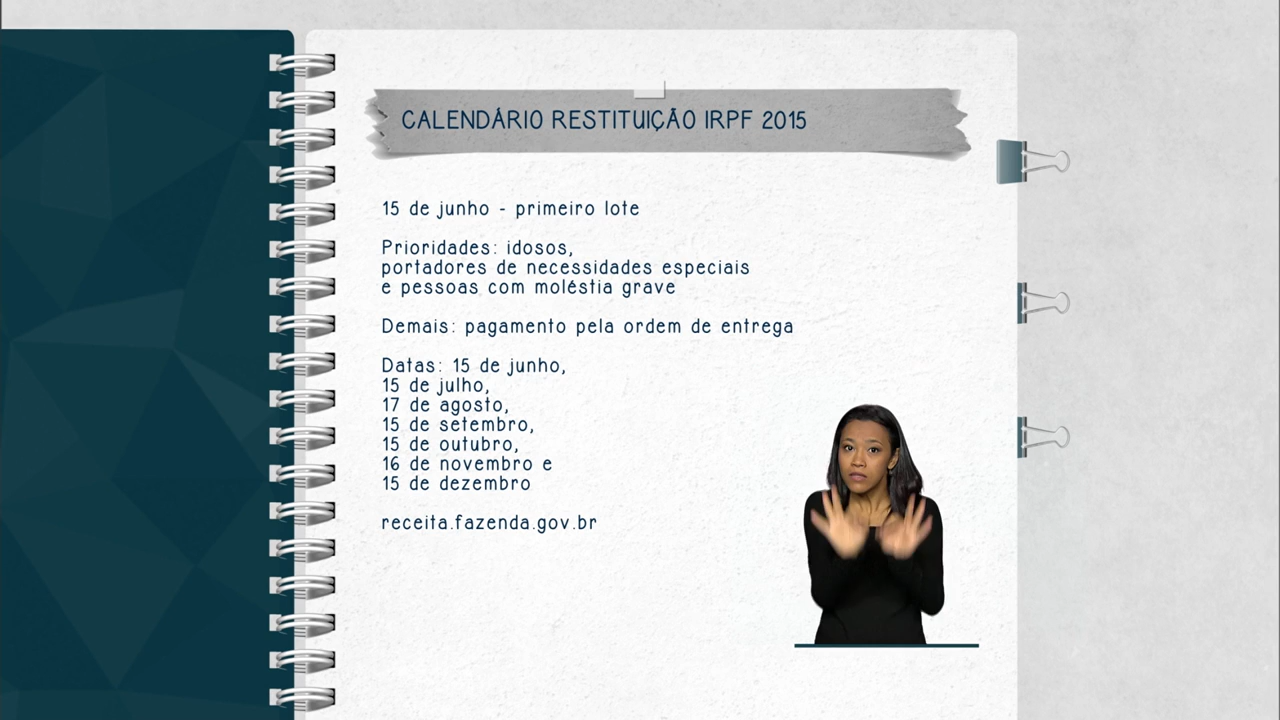 CALENDÁRIO RESTITUIÇÃO IRPF 2015
15 de junho - primeiro lote
Prioridades: idosos,
portadores de necessidades especiais
e pessoas com moléstia grave
Demais: pagamento pela ordem de entrega
Datas: 15 de junho,
15 de julho,
17 de agosto,
15 de setembro,
15 de outubro,
16 de novembro e
15 de dezembro
receita.fazenda.gov.br